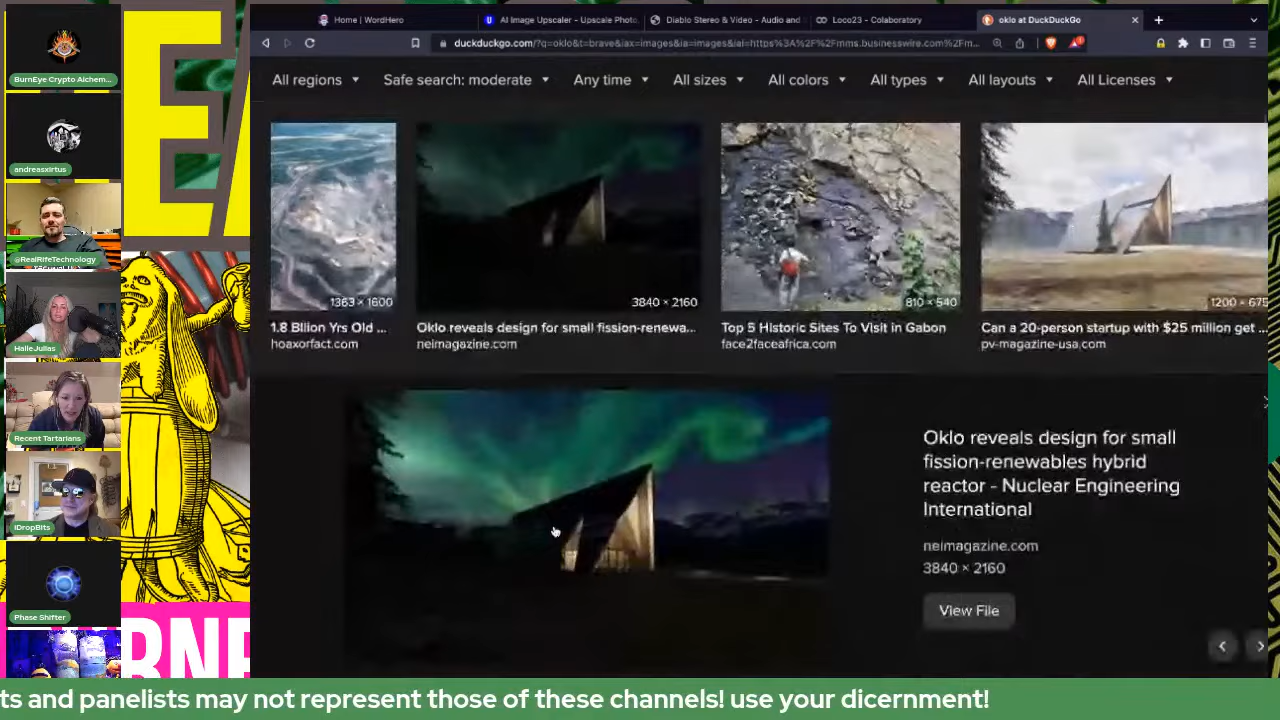 BurnEye Crypto Alchem...
andreasxirtus
@RealRifeTechnology
HalleJulias
Recent Tartarians
iDropBits
Phase Shifter
EA
RNE
Home | WordHero
AI Image Upscaler - Upscale Photo
Diablo Stereo & Video - Audio and
Loco23 - Colaboratory
oklo at DuckDuckGo
duckduckgo.com/?q=oklo&t=brave&iax=images&ia=images&iai=https%3A%2F%2Fmms.businesswire.com%2Fm...
All regions
Safe search: moderate
Any time
All sizes
All colors
All types
All layouts
All Licenses
1363 × 1600
1.8 Bllion Yrs Old ...
hoaxorfact.com
3840 × 2160
Oklo reveals design for small fission-renewa...
neimagazine.com
810 × 540
Top 5 Historic Sites To Visit in Gabon
face2faceafrica.com
1200 × 675
Can a 20-person startup with $25 million get ...
pv-magazine-usa.com
Oklo reveals design for small
fission-renewables hybrid
reactor - Nuclear Engineering
International
neimagazine.com
3840 × 2160
View File
ts and panelists may not represent those of these channels! use your dicernment!